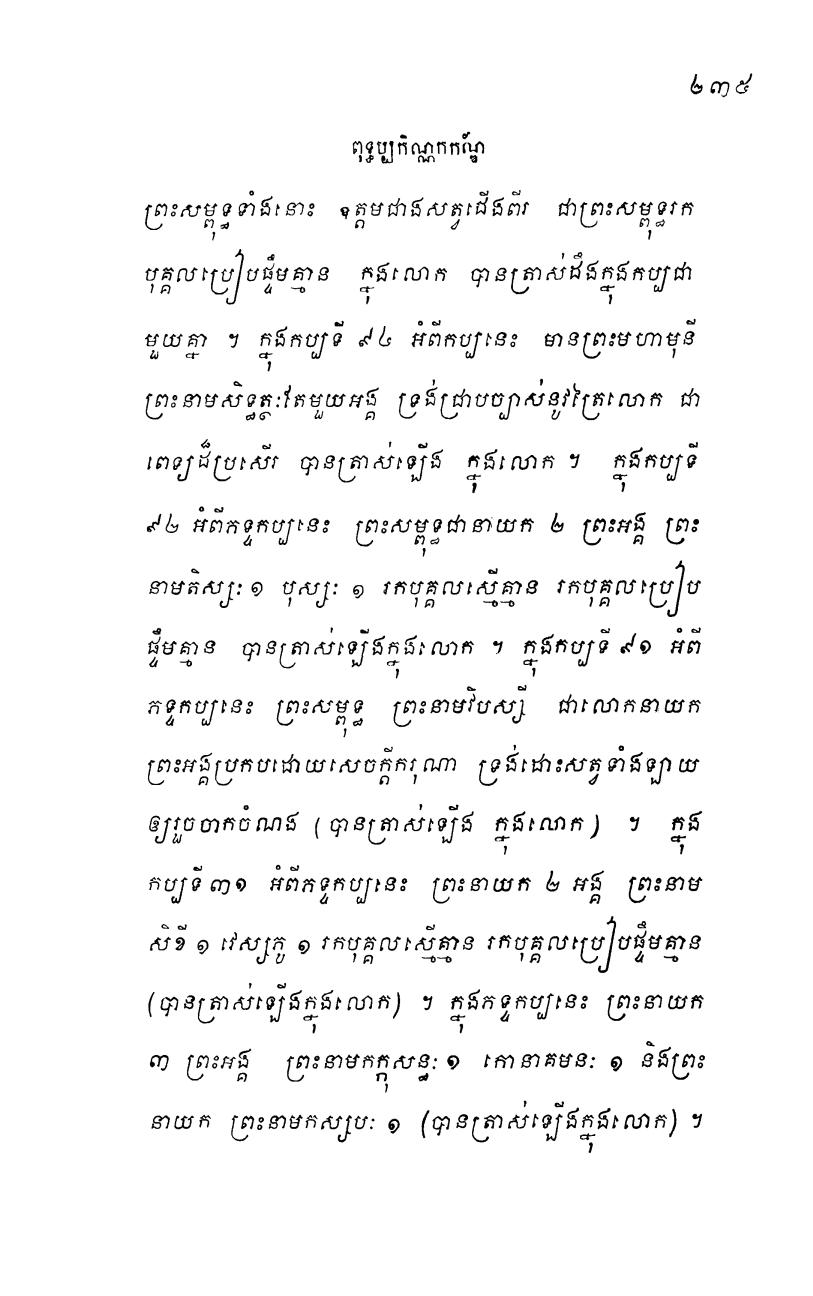 ២៣៥
ពុទ្ធប្បកិណ្ណកកណ្ឌ៍
ព្រះសម្ពុទ្ធទាំងនោះ ឧត្តមជាងសត្វជើងពីរ ជាព្រះសម្ពុទ្ធរក
បុគ្គលប្រៀបផ្ទឹមគ្មាន ក្នុងលោក បានត្រាស់ដឹងក្នុងកប្បជា
មួយគ្នា ។ ក្នុងកប្បទី ៩៤ អំពីកប្បនេះ មានព្រះមហាមុនី
ព្រះនាមសិទ្ធត្ថៈតែមួយអង្គ ទ្រង់ជ្រាបច្បាស់នូវត្រៃលោក ជា
ពេទ្យដ៏ប្រសើរ បានត្រាស់ឡើង ក្នុងលោក ។ ក្នុងកប្បទី
៩២ អំពីភទ្ទកប្បនេះ ព្រះសម្ពុទ្ធជានាយក ២ ព្រះអង្គ ព្រះ
នាមតិស្សៈ ១ បុស្សៈ ១ រកបុគ្គលស្មើគ្មាន រកបុគ្គលប្រៀប
ផ្ទឹមគ្មាន បានត្រាស់ឡើងក្នុងលោក ។ ក្នុងកប្បទី ៩១ អំពី
ភទ្ទកប្បនេះ ព្រះសម្ពុទ្ធ ព្រះនាមវិបស្សី ជាលោកនាយក
ព្រះអង្គប្រកបដោយសេចក្តីករុណា ទ្រង់ដោះសត្វទាំងឡាយ
ឲ្យរួចចាកចំណង (បានត្រាស់ឡើង ក្នុងលោក) ។ ក្នុង
កប្បទី ៣១ អំពីភទ្ទកប្បនេះ ព្រះនាយក ២ អង្គ ព្រះនាម
សិខី ១ វេស្សភូ ១ រកបុគ្គលស្មើគ្មាន រកបុគ្គលប្រៀបផ្ទឹមគ្មាន
(បានត្រាស់ឡើងក្នុងលោក) ។ ក្នុងភទ្ទកប្បនេះ ព្រះនាយក
៣ ព្រះអង្គ ព្រះនាមកក្កុសន្ធៈ ១ កោនាគមនៈ ១ និងព្រះ
នាយក ព្រះនាមកស្សបៈ ១ (បានត្រាស់ឡើងក្នុងលោក) ។